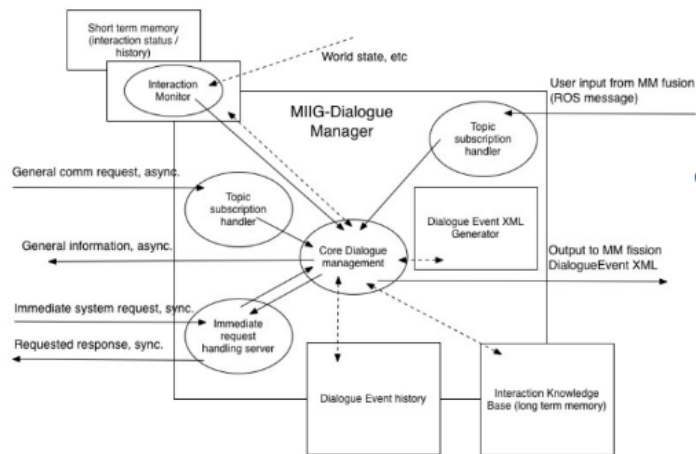 Short term memory
(interaction status /
history)
World state, etc
Interaction
Monitor
User input from MM fusion
(ROS message)
MIIG-Dialogue
Manager
Topic
subscription
handler
General comm request, async.
Topic
subscription
handler
Dialogue Event XML
Generator
General information, async.
Core Dialogue
management
Output to MM fission
DialogueEvent XML
Immediate system request, sync.
Immediate
request
handling server
Requested response, sync.
Dialogue Event history
Interaction Knowledge
Base (long term memory)